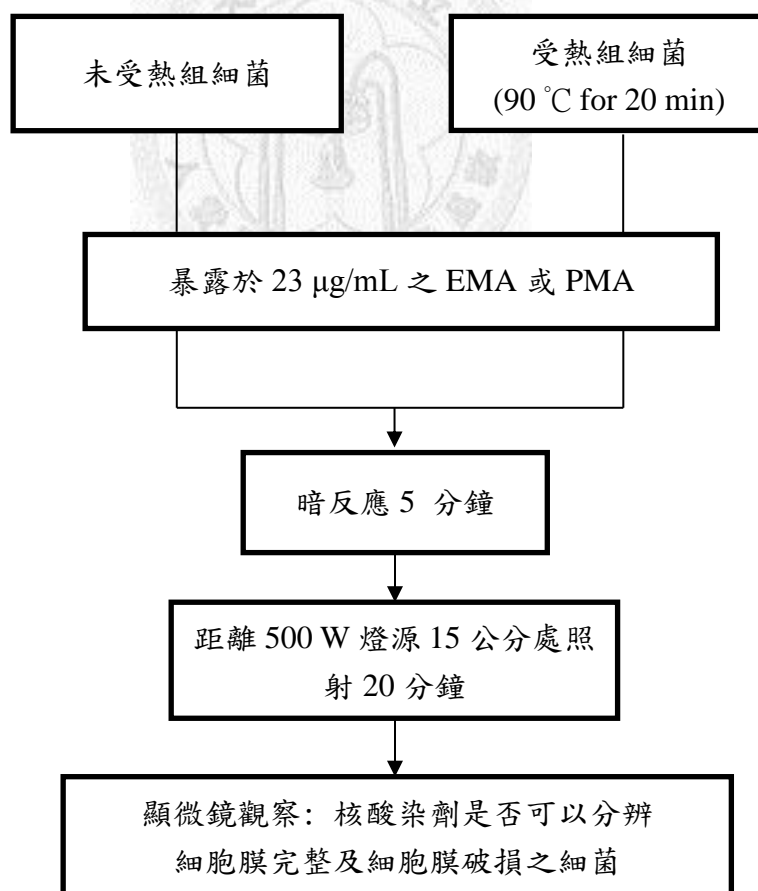 未受熱組細菌
受熱組細菌
(90 ℃ for 20 min)
暴露於 23 μg/mL 之 EMA 或 PMA
暗反應 5 分鐘
距離 500 W 燈源 15 公分處照
射 20 分鐘
顯微鏡觀察: 核酸染劑是否可以分辨
細胞膜完整及細胞膜破損之細菌